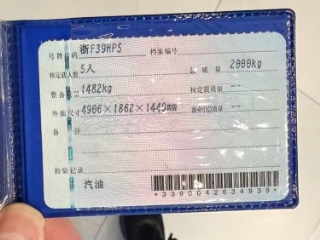 号牌号码 浙F39HP5 档案编号
核定载人数 5人 总质量 2000kg
整备质量 1482kg 核定载质量 --
外廓尺寸 4906×1862×1449mm 准牵引总质量 --
备注
检验记录
汽油 *3390042634939*